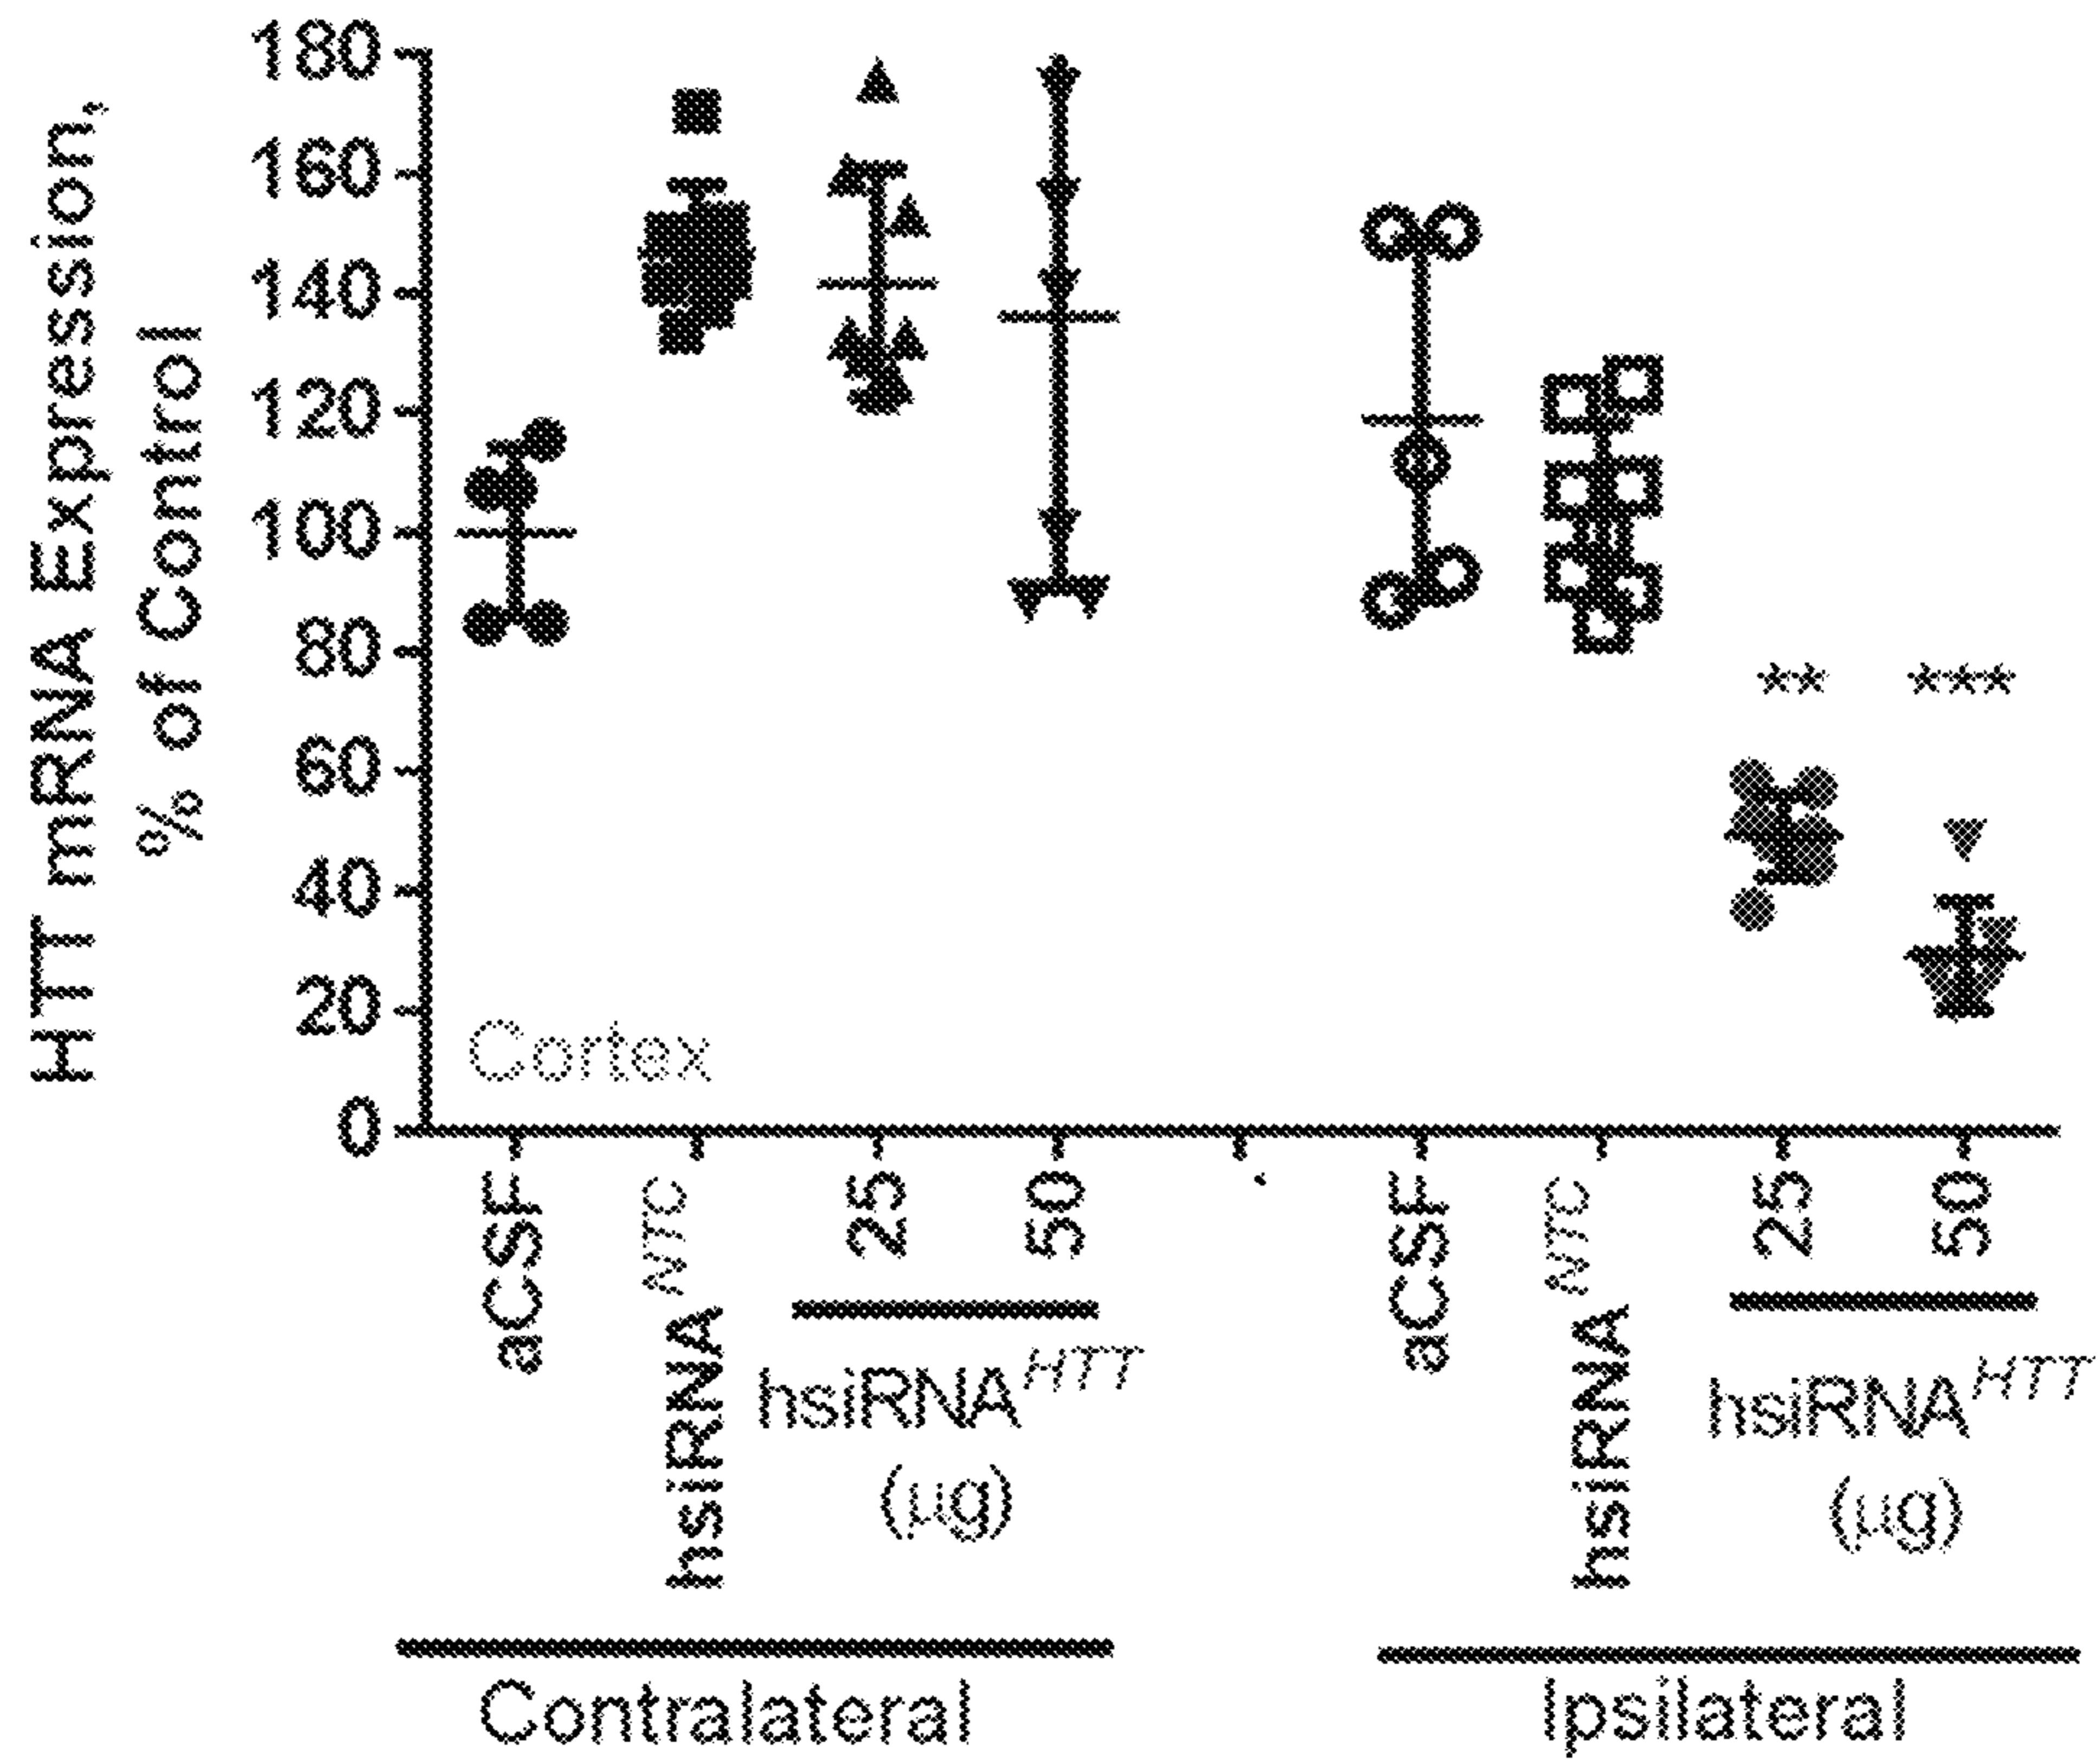 HTT mRNA Expression,
% of Control
180
160
140
120
100
80
60
40
20
0
Cortex
** ***
aCSF
hsiRNA^NTC
25
50
hsiRNA^HTT
(µg)
aCSF
hsiRNA^NTC
25
50
hsiRNA^HTT
(µg)
Contralateral
Ipsilateral